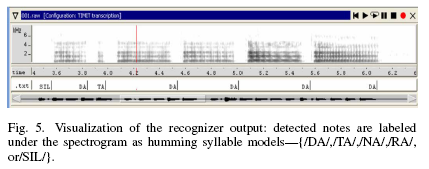 001.raw [Configuration: TIMIT transcription]
kHz
6
4
2
time .4 3.6 3.8 4.0 4.2 4.4 4.6 4.8 5.0 5.2 5.4 5.6 5.8 6.0 6.2 6
.txt SIL DA TA DA DA DA DA
Fig. 5. Visualization of the recognizer output: detected notes are labeled
under the spectrogram as humming syllable models—{/DA/,/TA/,/NA/,/RA/,
or/SIL/}.